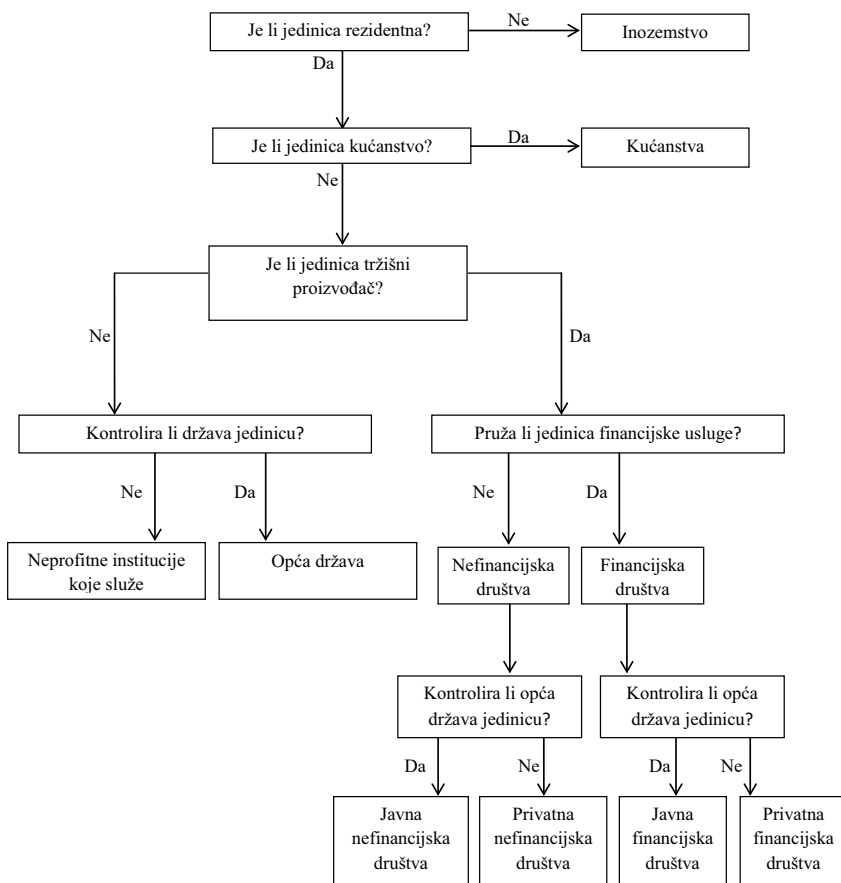 Je li jedinica rezidentna?
Ne
Inozemstvo
Da
Je li jedinica kućanstvo?
Da
Kućanstva
Ne
Je li jedinica tržišni
proizvođač?
Ne
Da
Kontrolira li država jedinicu?
Pruža li jedinica financijske usluge?
Ne
Da
Ne
Da
Neprofitne institucije
koje služe
Opća država
Nefinancijska
društva
Financijska
društva
Kontrolira li opća
država jedinicu?
Kontrolira li opća
država jedinicu?
Da
Ne
Da
Ne
Javna
nefinancijska
društva
Privatna
nefinancijska
društva
Javna
financijska
društva
Privatna
financijska
društva